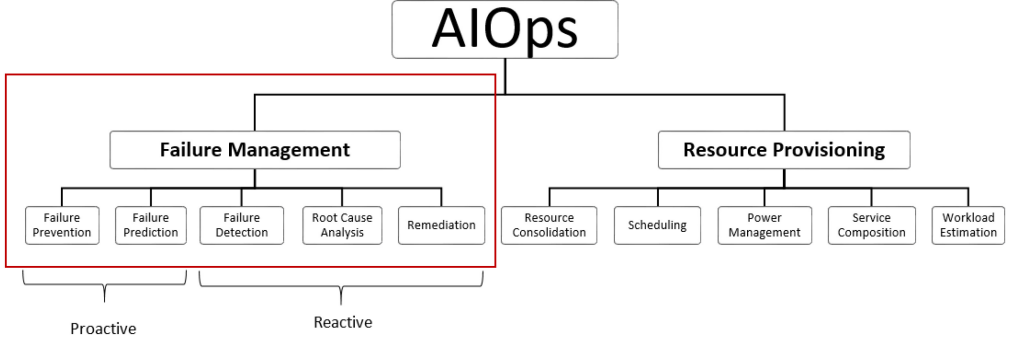 AIOps
Failure Management
Resource Provisioning
Failure
Prevention
Failure
Prediction
Failure
Detection
Root Cause
Analysis
Remediation
Resource
Consolidation
Scheduling
Power
Management
Service
Composition
Workload
Estimation
Proactive
Reactive